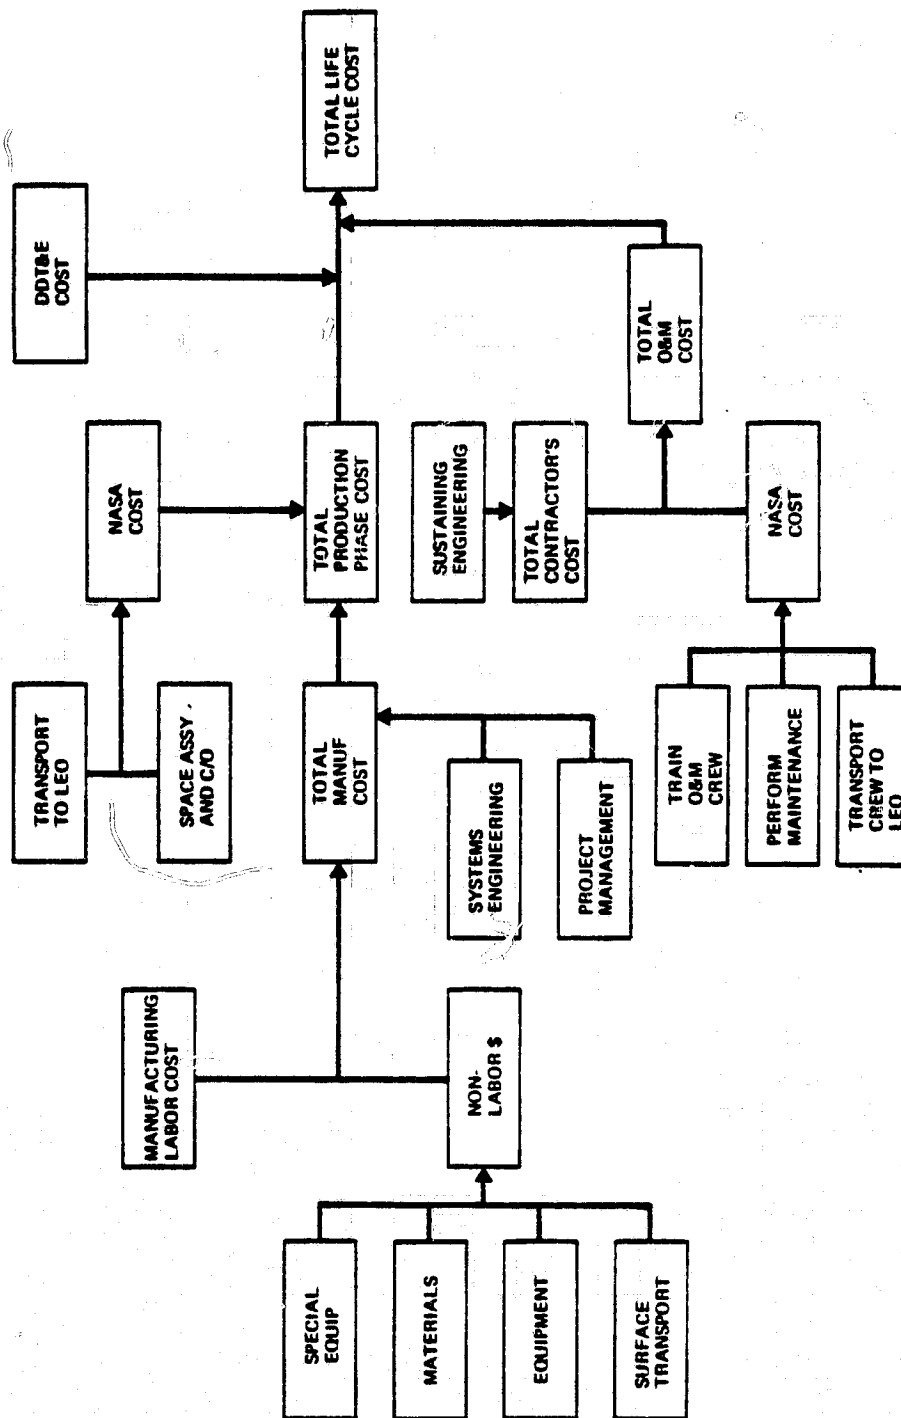 SPECIAL
EQUIP
MATERIALS
EQUIPMENT
SURFACE
TRANSPORT
MANUFACTURING
LABOR COST
NON-
LABOR $
TRANSPORT
TO LEO
SPACE ASSY
AND C/O
TOTAL
MANUF
COST
SYSTEMS
ENGINEERING
PROJECT
MANAGEMENT
TRAIN
O&M
CREW
PERFORM
MAINTENANCE
TRANSPORT
CREW TO
LEO
NASA
COST
TOTAL
PRODUCTION
PHASE COST
SUSTAINING
ENGINEERING
TOTAL
CONTRACTOR'S
COST
NASA
COST
DDT&E
COST
TOTAL
O&M
COST
TOTAL LIFE
CYCLE COST